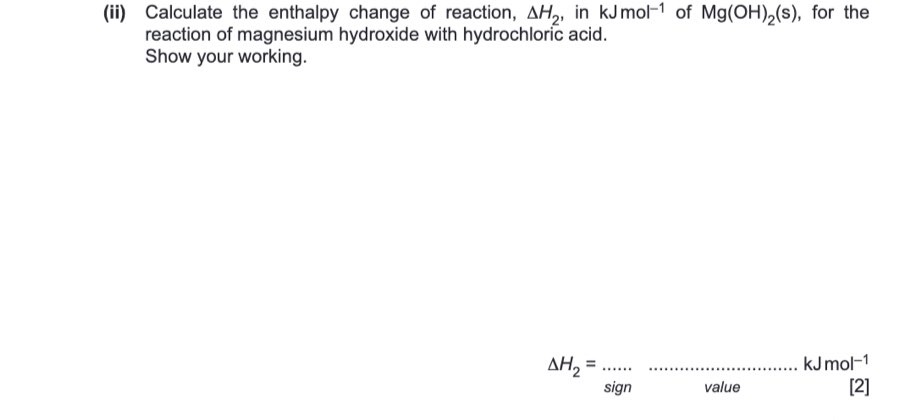 (ii) Calculate the enthalpy change of reaction, ΔH₂, in kJ mol⁻¹ of Mg(OH)₂(s), for the
reaction of magnesium hydroxide with hydrochloric acid.
Show your working.
ΔH₂ = ...... .............................. kJ mol⁻¹
sign value [2]